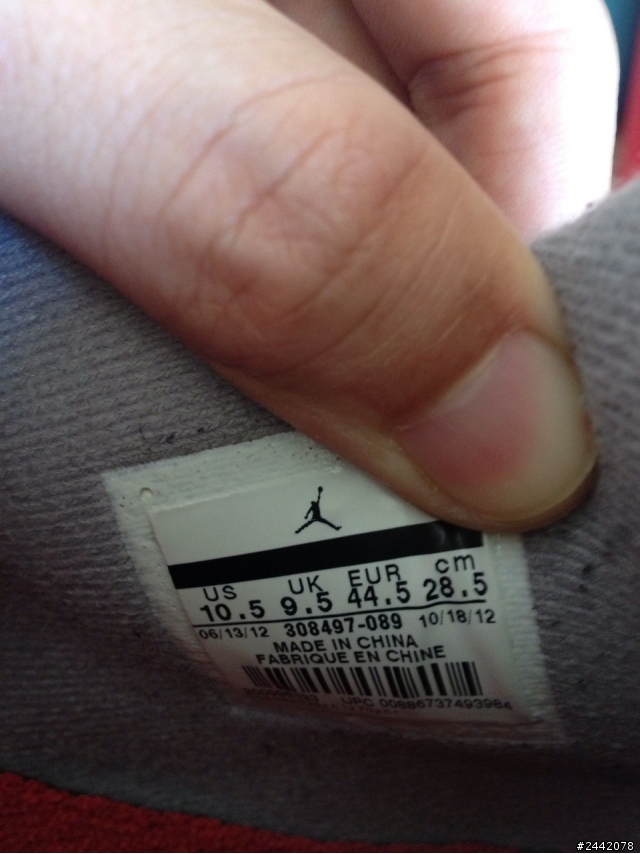 US UK EUR cm
10.5 9.5 44.5 28.5
06/13/12 308497-089 10/18/12
MADE IN CHINA
FABRIQUE EN CHINE
UPC 00886737493984
#2442078